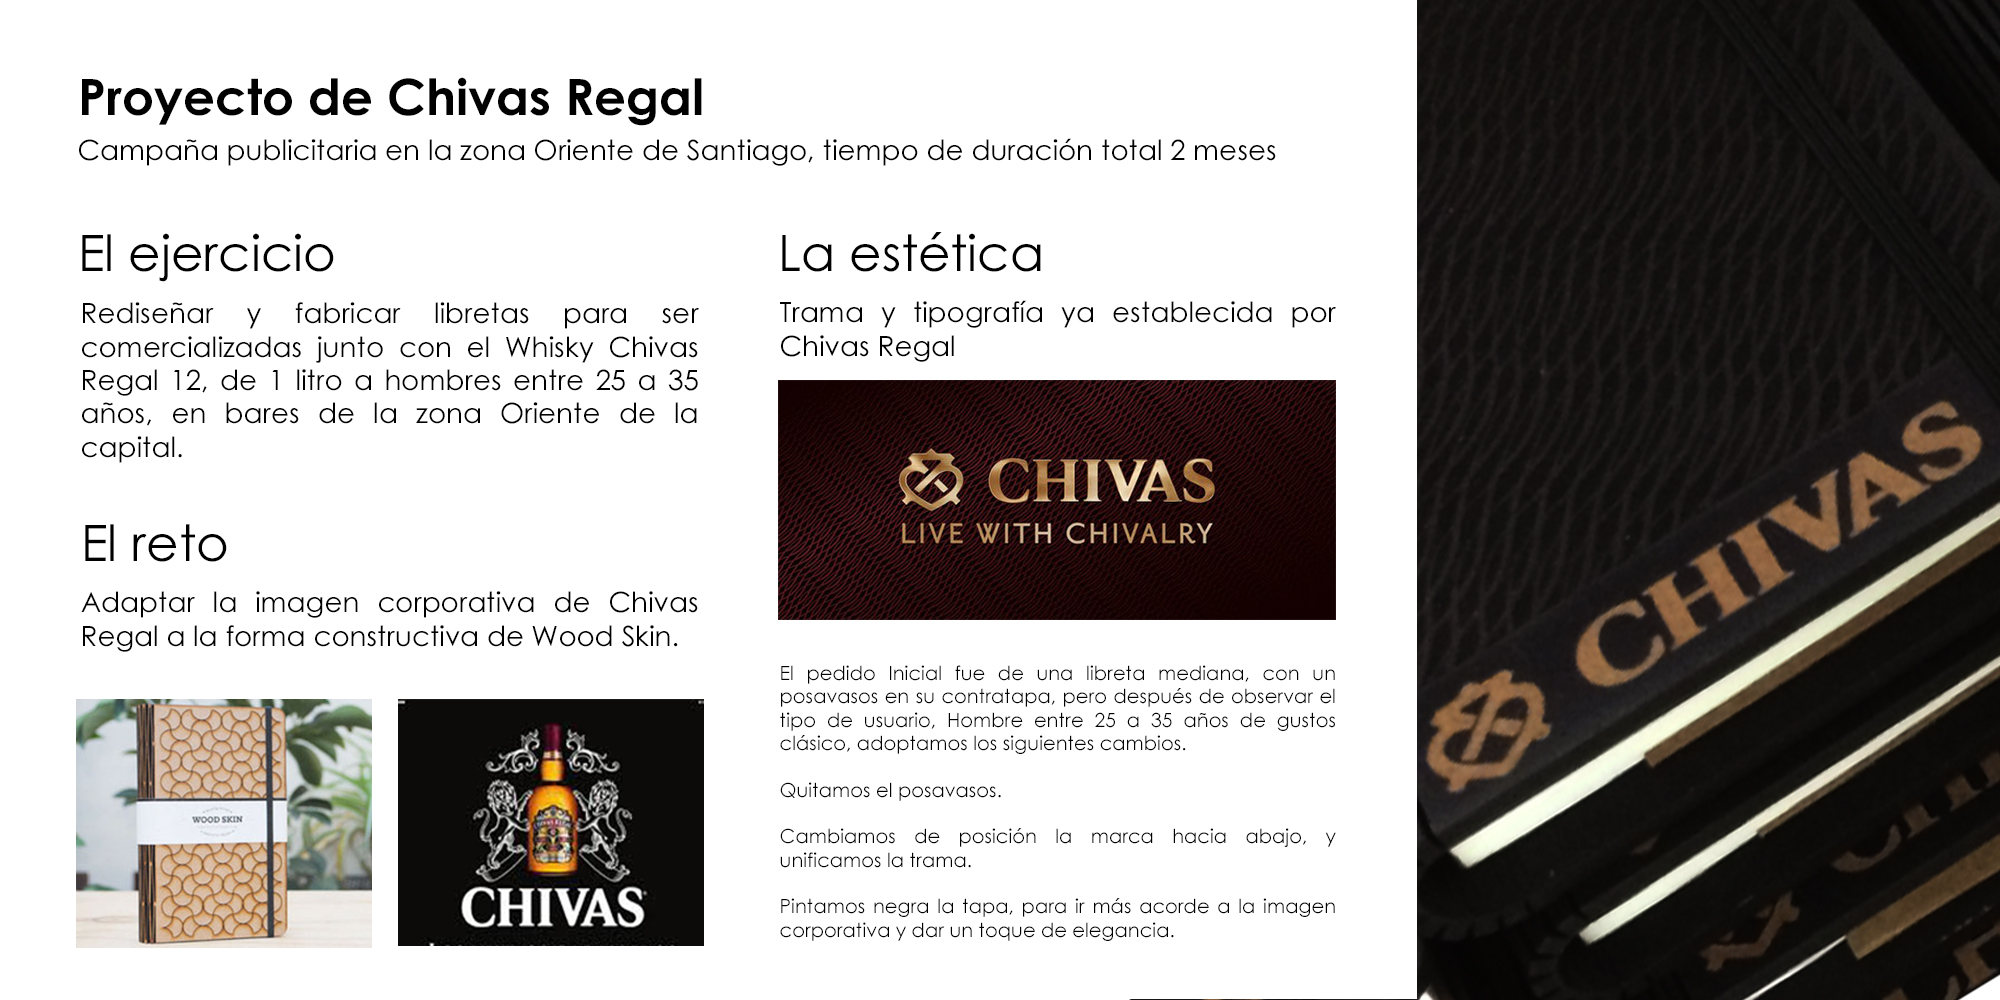 Proyecto de Chivas Regal
Campaña publicitaria en la zona Oriente de Santiago, tiempo de duración total 2 meses
El ejercicio
Rediseñar y fabricar libretas para ser
comercializadas junto con el Whisky Chivas
Regal 12, de 1 litro a hombres entre 25 a 35
años, en bares de la zona Oriente de la
capital.
El reto
Adaptar la imagen corporativa de Chivas
Regal a la forma constructiva de Wood Skin.
WOOD SKIN
CHIVAS
La estética
Trama y tipografía ya establecida por
Chivas Regal
CHIVAS
LIVE WITH CHIVALRY
El pedido Inicial fue de una libreta mediana, con un
posavasos en su contratapa, pero después de observar el
tipo de usuario, Hombre entre 25 a 35 años de gustos
clásico, adoptamos los siguientes cambios.
Quitamos el posavasos.
Cambiamos de posición la marca hacia abajo, y
unificamos la trama.
Pintamos negra la tapa, para ir más acorde a la imagen
corporativa y dar un toque de elegancia.
CHIVAS